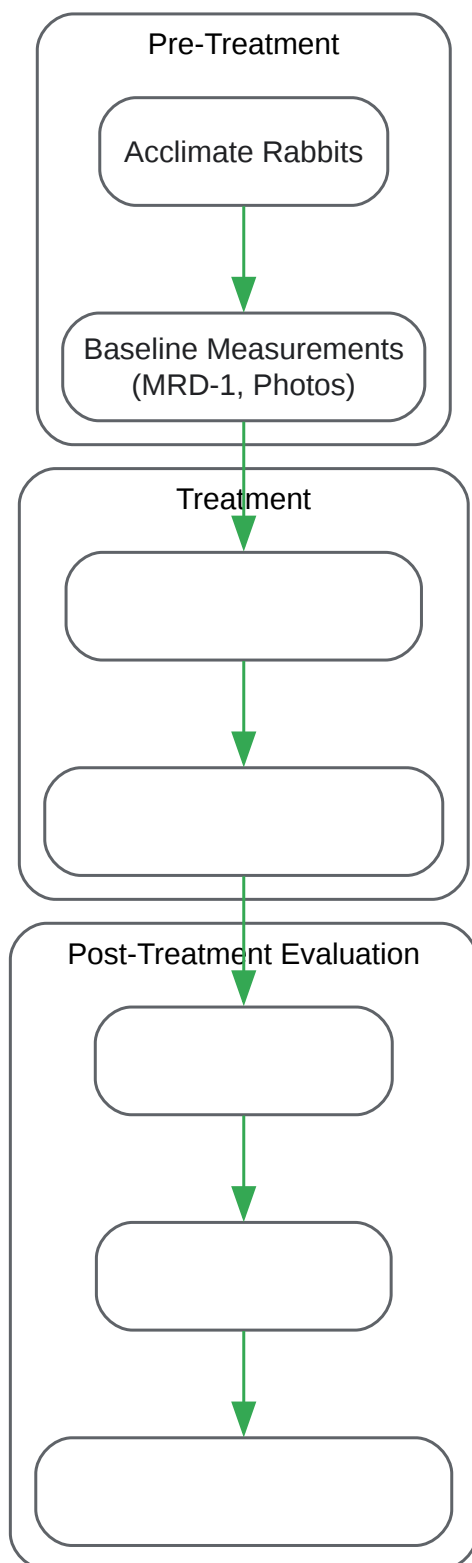 Pre-Treatment
Acclimate Rabbits
Baseline Measurements
(MRD-1, Photos)
Treatment
Post-Treatment Evaluation